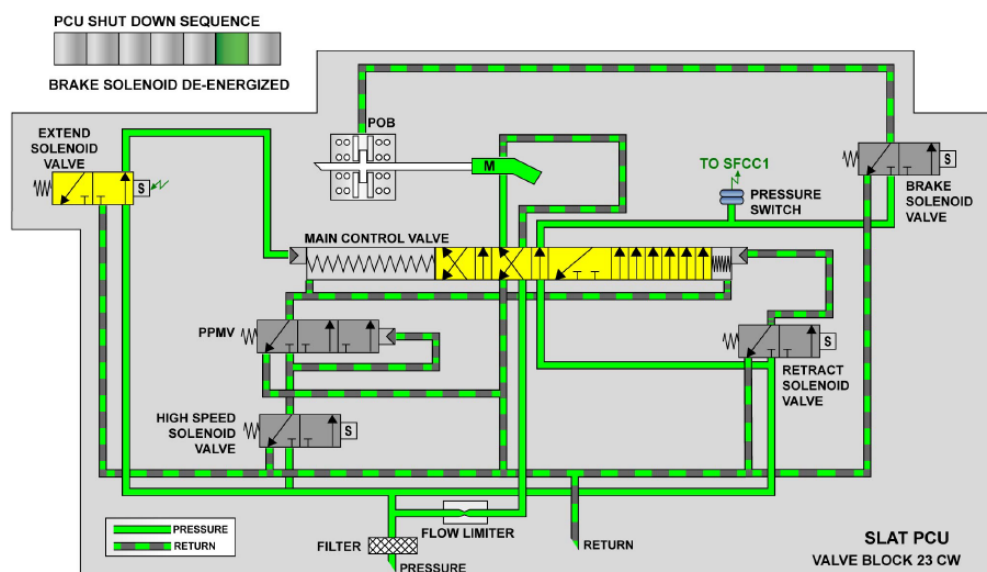 PCU SHUT DOWN SEQUENCE
BRAKE SOLENOID DE-ENERGIZED
EXTEND
SOLENOID
VALVE
S
POB
M
TO SFCC1
PRESSURE
SWITCH
S
BRAKE
SOLENOID
VALVE
MAIN CONTROL VALVE
PPMV
S
RETRACT
SOLENOID
VALVE
HIGH SPEED
SOLENOID
VALVE
S
PRESSURE
RETURN
FLOW LIMITER
FILTER
PRESSURE
RETURN
SLAT PCU
VALVE BLOCK 23 CW